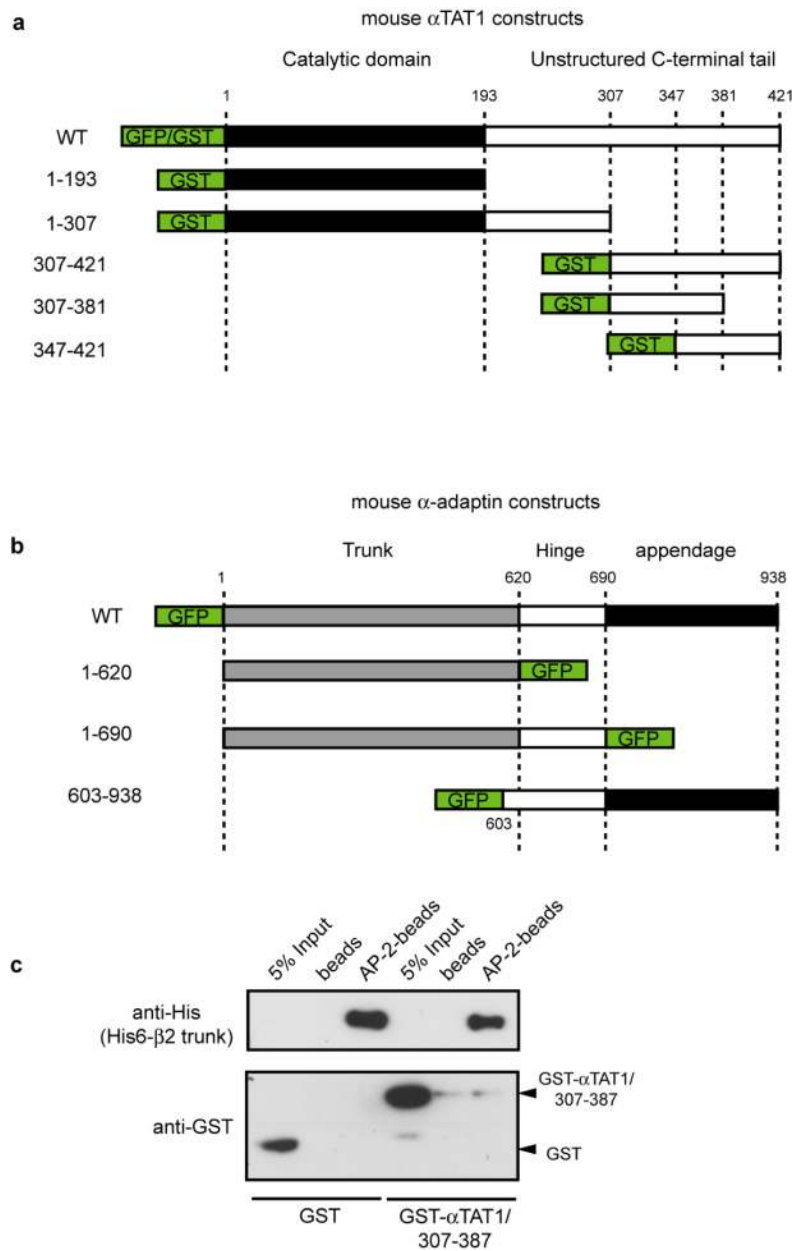 a
mouse αTAT1 constructs
Catalytic domain Unstructured C-terminal tail
1 193 307 347 381 421
WT GFP/GST
1-193 GST
1-307 GST
307-421 GST
307-381 GST
347-421 GST
mouse α-adaptin constructs
b
Trunk Hinge appendage
1 620 690 938
WT GFP
1-620 GFP
1-690 GFP
603-938 GFP
603
c
5% Input beads AP-2-beads 5% Input beads AP-2-beads
anti-His
(His6-β2 trunk)
anti-GST
GST-αTAT1/
307-387
GST
GST GST-αTAT1/
307-387